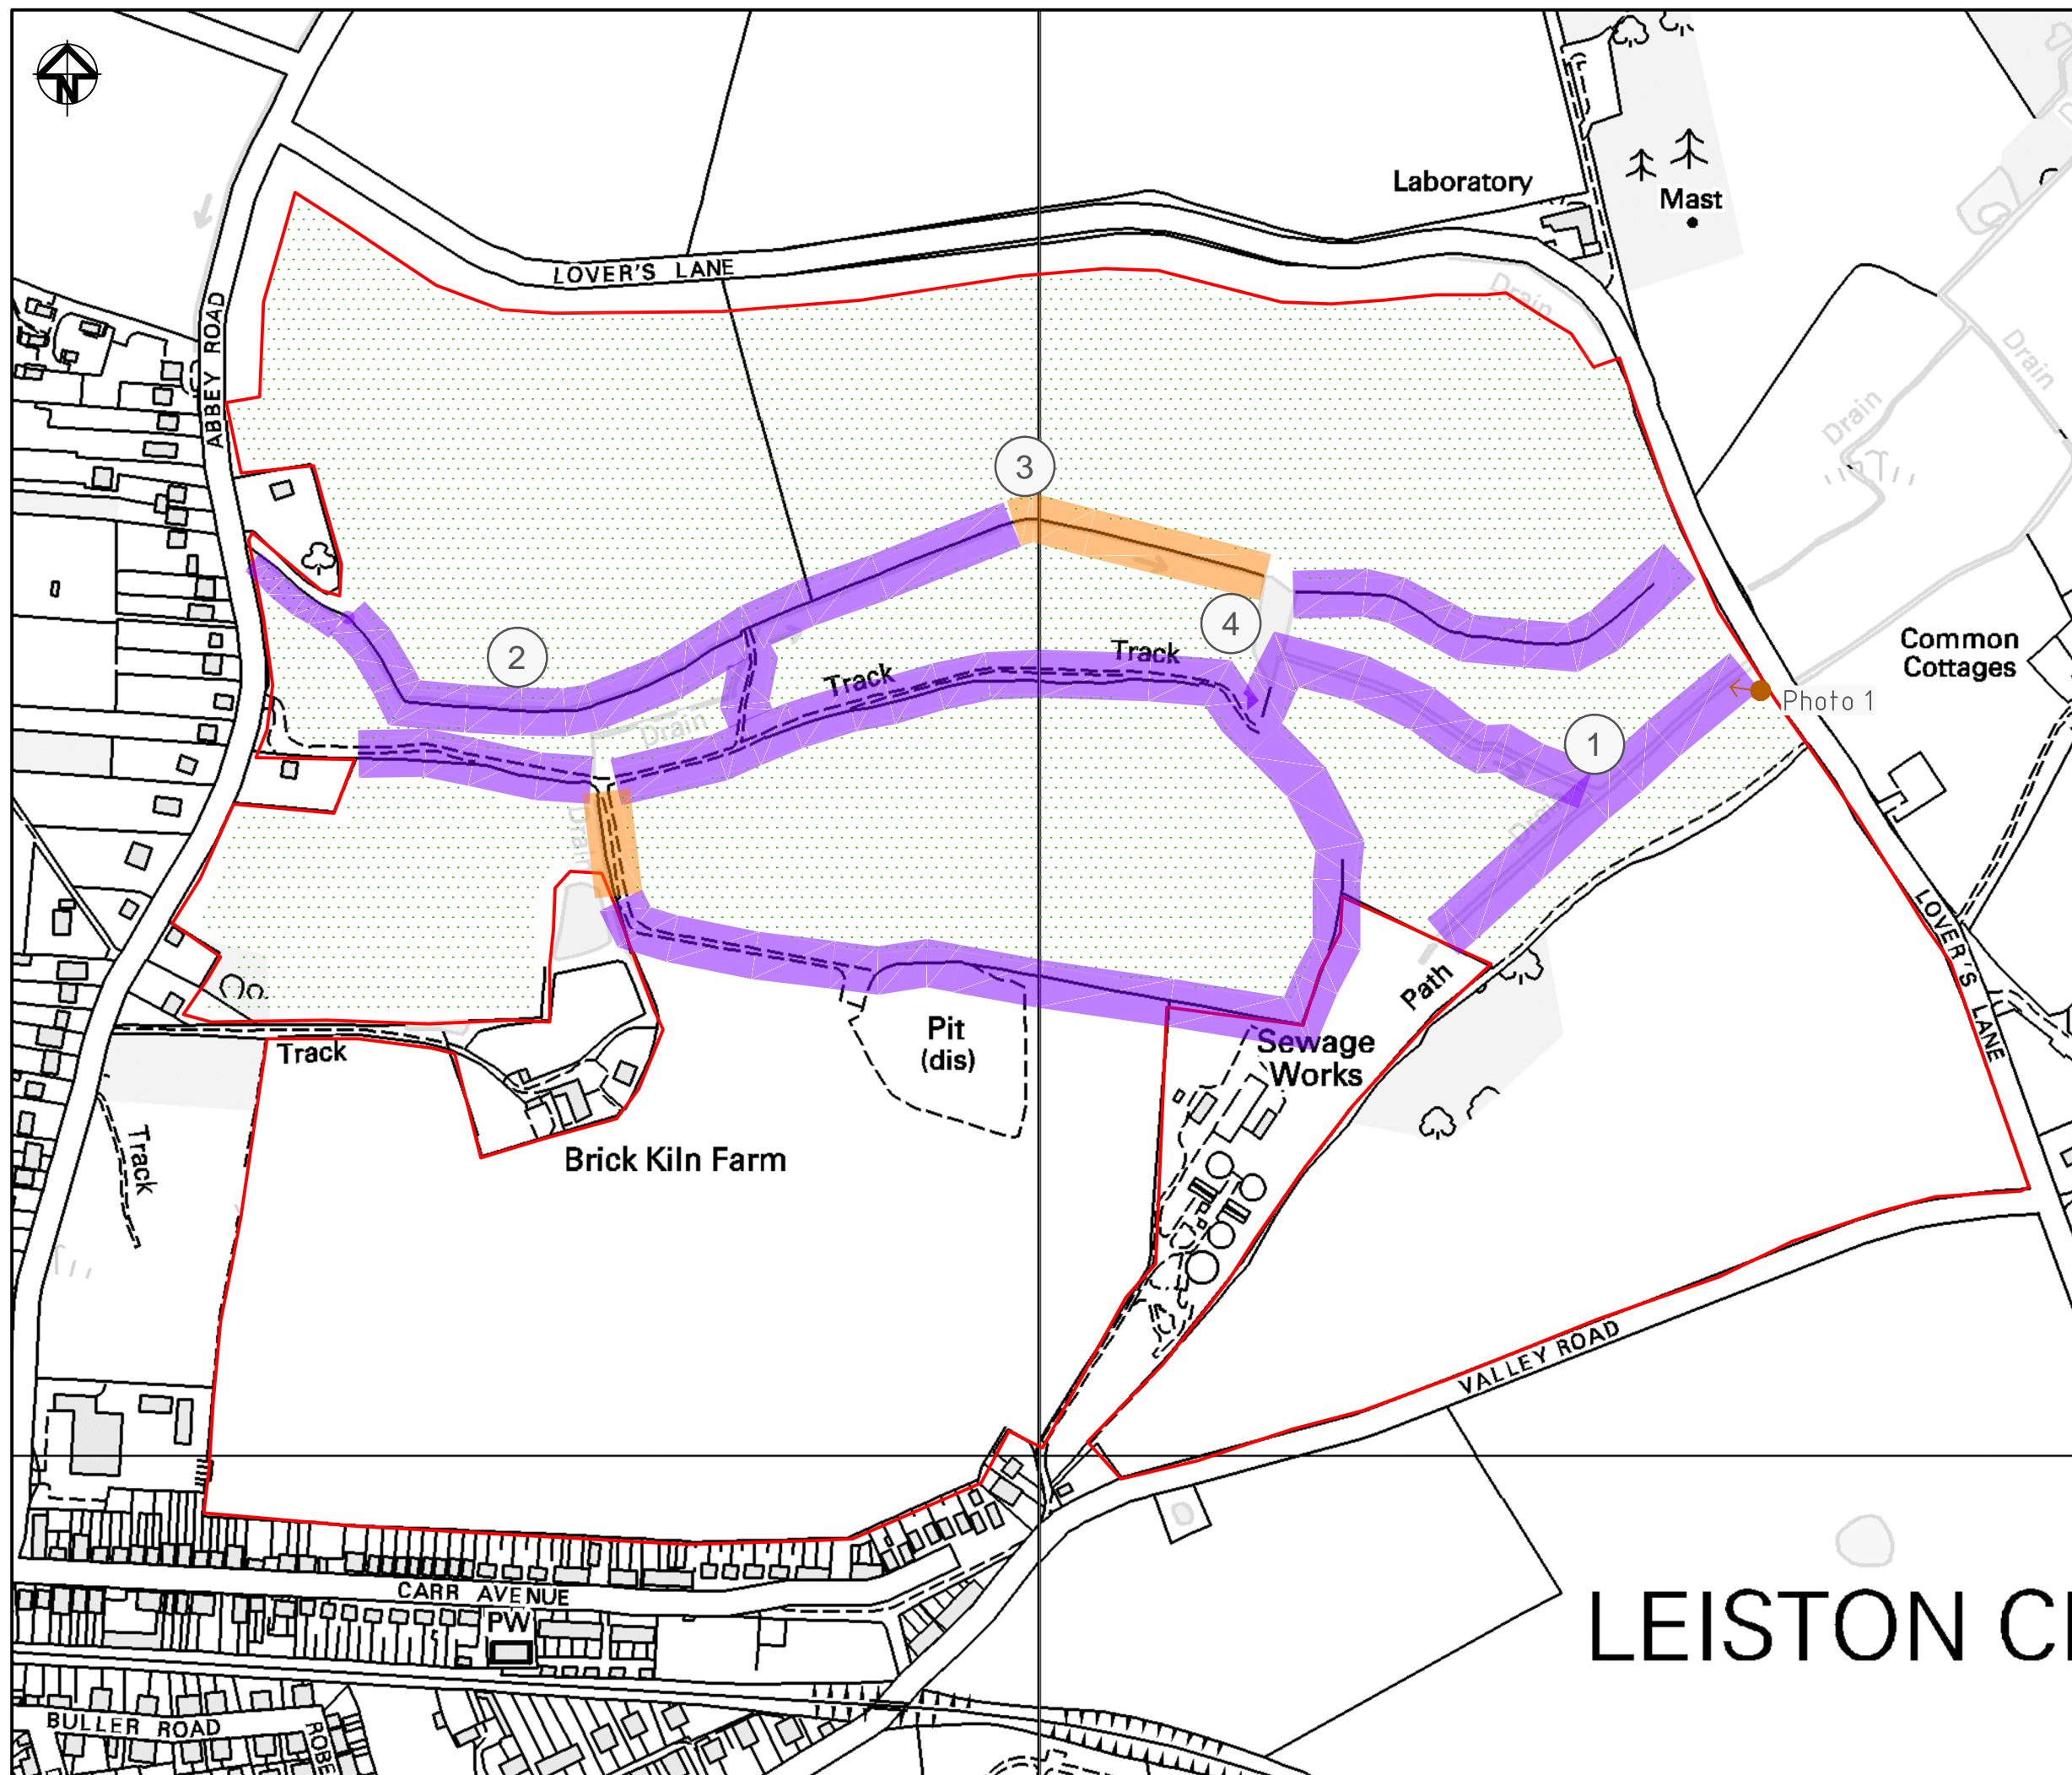 N
Laboratory
Mast
LOVER'S LANE
Drain
Drain
ABBEY ROAD
Drain
3
Common
Cottages
4
2
Track
Track
Photo 1
Drain
1
Drain
Drain
LOVER'S LANE
Path
Pit
(dis)
Sewage
Works
Track
Track
Brick Kiln Farm
VALLEY ROAD
CARR AVENUE
PW
LEISTON
BULLER ROAD